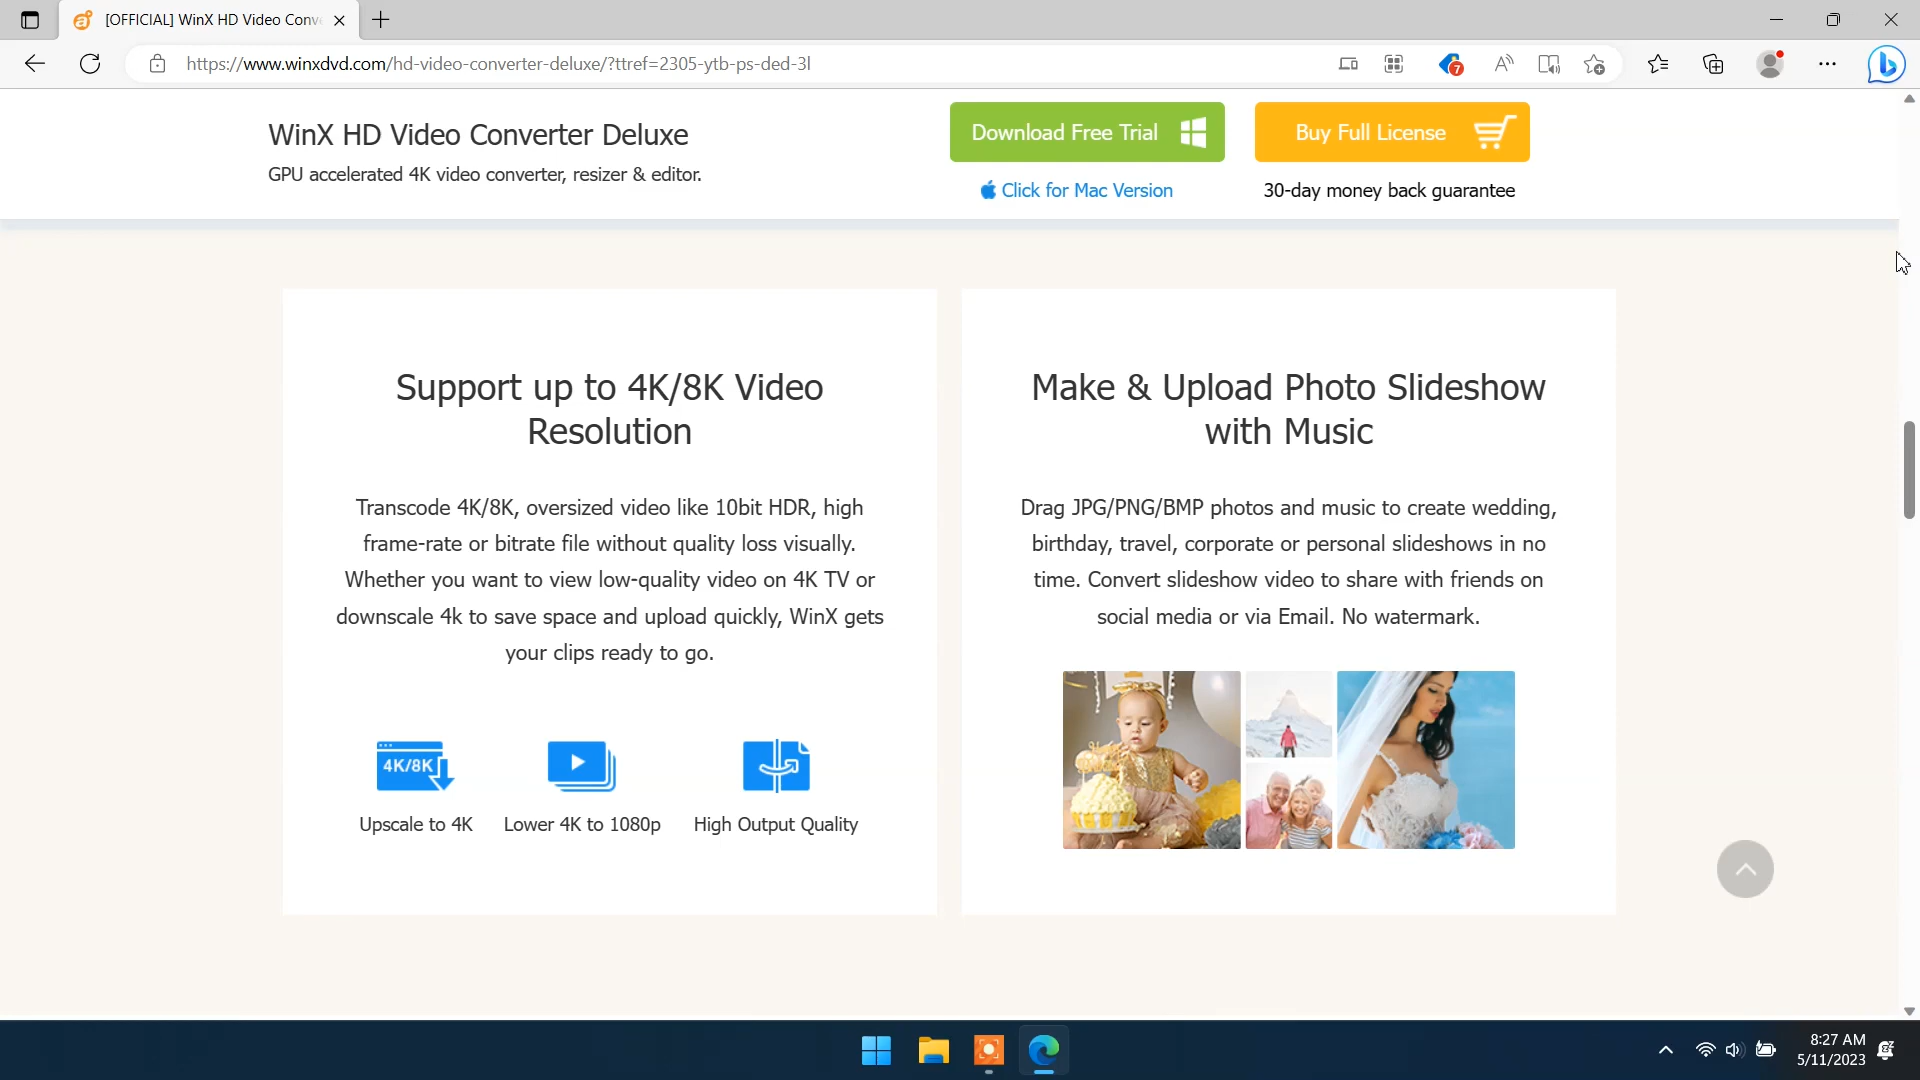 [OFFICIAL] WinX HD Video Conv
https://www.winxdvd.com/hd-video-converter-deluxe/?ttref=2305-ytb-ps-ded-3l
7
WinX HD Video Converter Deluxe
GPU accelerated 4K video converter, resizer & editor.
Download Free Trial
Click for Mac Version
Buy Full License
30-day money back guarantee
Support up to 4K/8K Video
Resolution
Transcode 4K/8K, oversized video like 10bit HDR, high
frame-rate or bitrate file without quality loss visually.
Whether you want to view low-quality video on 4K TV or
downscale 4k to save space and upload quickly, WinX gets
your clips ready to go.
4K/8K
Upscale to 4K
Lower 4K to 1080p
High Output Quality
Make & Upload Photo Slideshow
with Music
Drag JPG/PNG/BMP photos and music to create wedding,
birthday, travel, corporate or personal slideshows in no
time. Convert slideshow video to share with friends on
social media or via Email. No watermark.
8:27 AM
5/11/2023